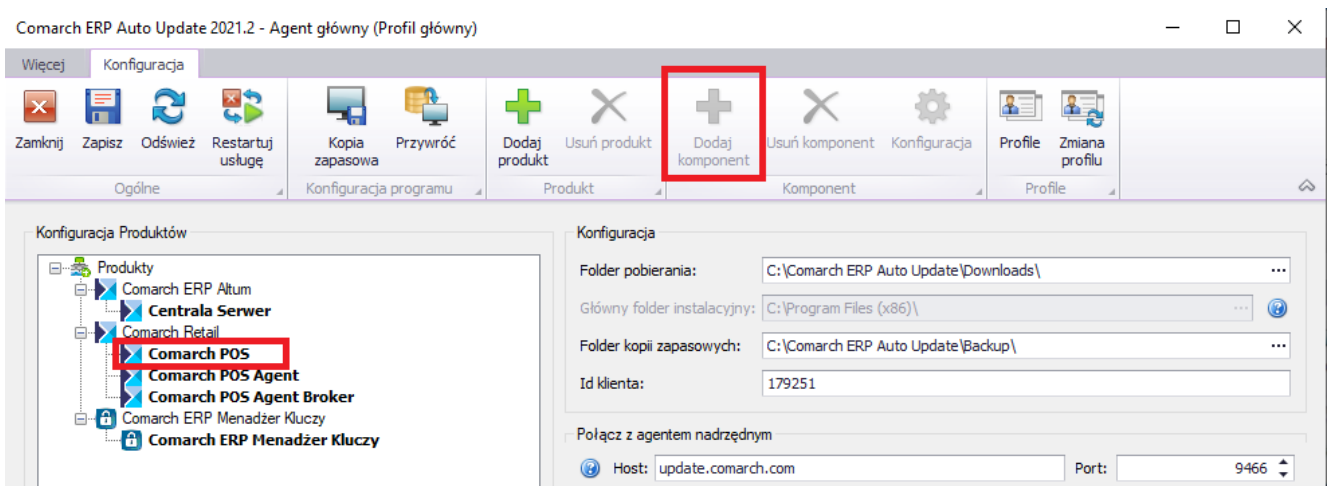 Comarch ERP Auto Update 2021.2 - Agent główny (Profil główny)
Więcej Konfiguracja
Zamknij Zapisz Odśwież Restartuj usługę Kopia zapasowa Przywróć Dodaj produkt Usuń produkt Dodaj komponent Usuń komponent Konfiguracja Profile Zmiana profilu
Ogólne Konfiguracja programu Produkt Komponent Profile
Konfiguracja Produktów
Produkty
Comarch ERP Altum
Centrala Serwer
Comarch Retail
Comarch POS
Comarch POS Agent
Comarch POS Agent Broker
Comarch ERP Menadżer Kluczy
Comarch ERP Menadżer Kluczy
Konfiguracja
Folder pobierania: C:\Comarch ERP Auto Update\Downloads\ ...
Główny folder instalacyjny: C:\Program Files (x86)\ ...
Folder kopii zapasowych: C:\Comarch ERP Auto Update\Backup\ ...
Id klienta: 179251
Połącz z agentem nadrzędnym
Host: update.comarch.com Port: 9466